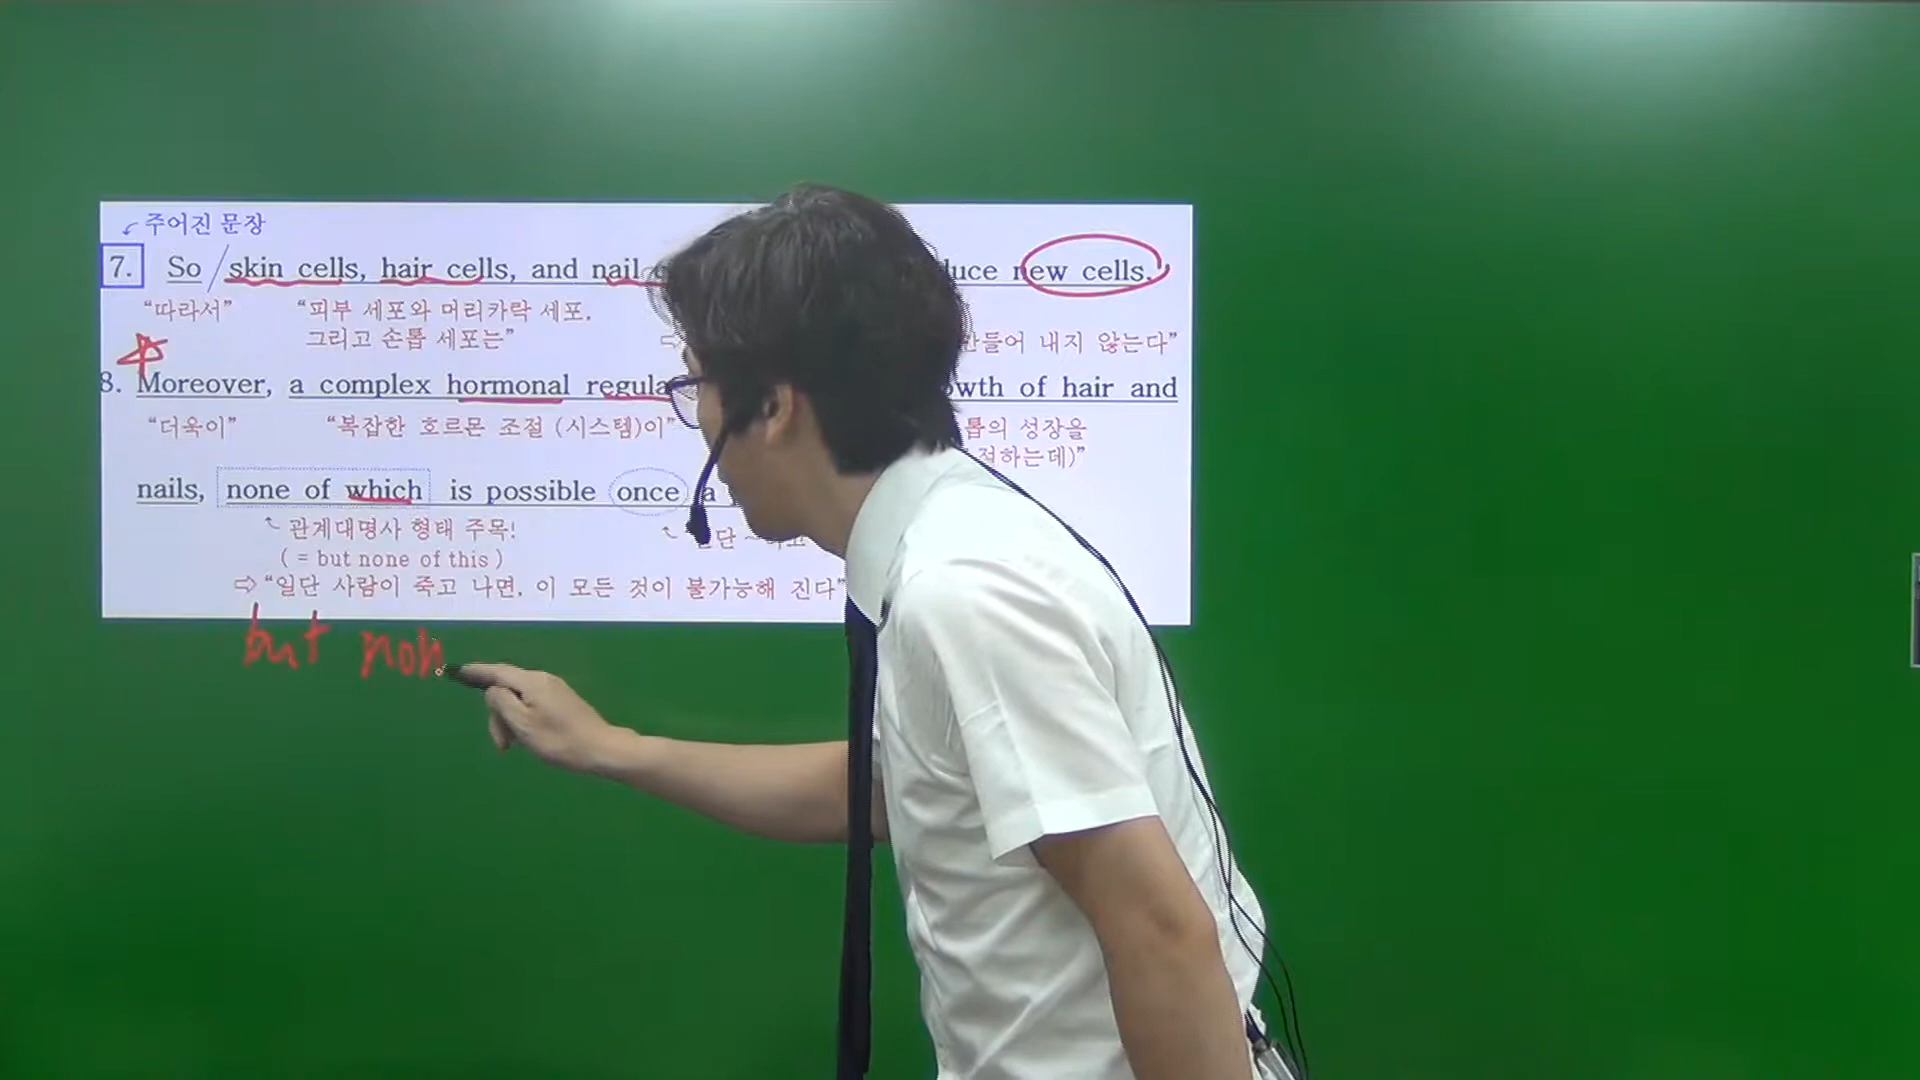 주어진 문장
7. So / skin cells, hair cells, and nail new cells.
“따라서” “피부 세포와 머리카락 세포,
그리고 손톱 세포는” 만들어 내지 않는다”
8. Moreover, a complex hormonal of hair and
“더욱이” “복잡한 호르몬 조절 (시스템)이” 톱의 성장을
절하는데)”
nails, none of which is possible once a
관계대명사 형태 주목!
( = but none of this )
⇨ “일단 사람이 죽고 나면, 이 모든 것이 불가능해 진다”
but non